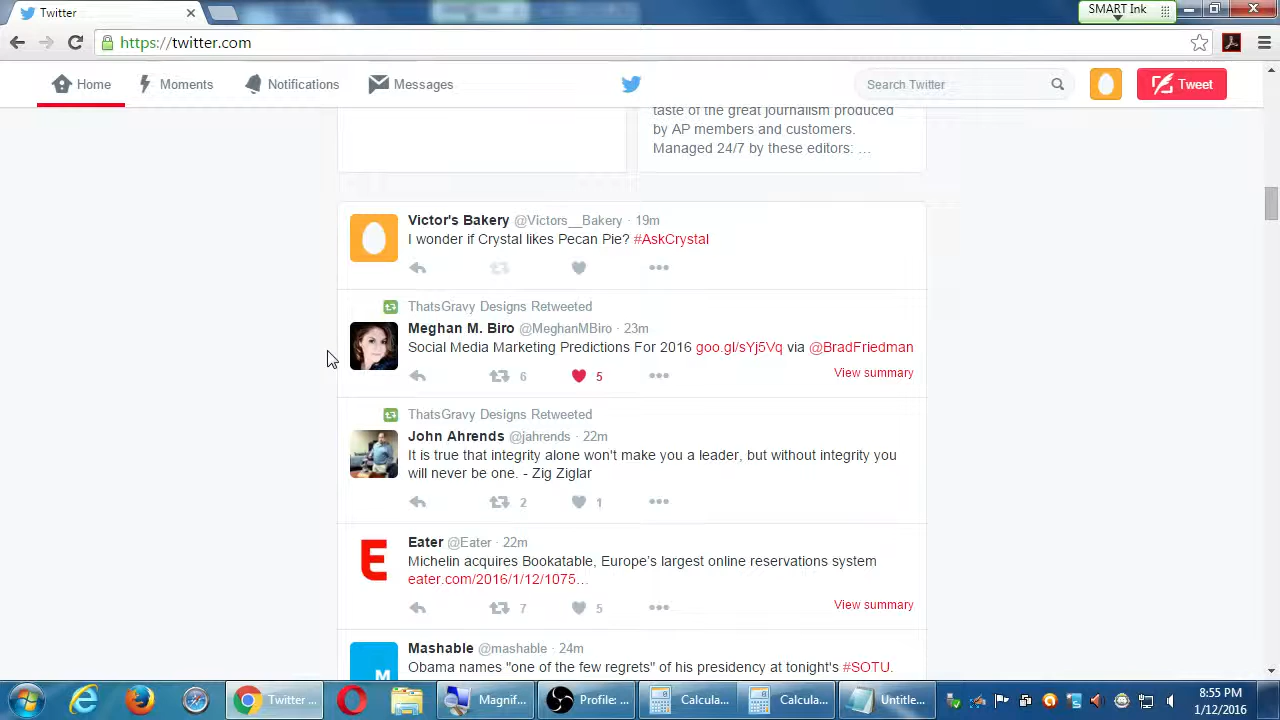 Twitter
SMART Ink
https://twitter.com
Home
Moments
Notifications
Messages
Search Twitter
Tweet
taste of the great journalism produced
by AP members and customers.
Managed 24/7 by these editors: …
Victor's Bakery @Victors__Bakery · 19m
I wonder if Crystal likes Pecan Pie? #AskCrystal
ThatsGravy Designs Retweeted
Meghan M. Biro @MeghanMBiro · 23m
Social Media Marketing Predictions For 2016 goo.gl/sYj5Vq via @BradFriedman
6 5
View summary
ThatsGravy Designs Retweeted
John Ahrends @jahrends · 22m
It is true that integrity alone won't make you a leader, but without integrity you
will never be one. - Zig Ziglar
2 1
E
Eater @Eater · 22m
Michelin acquires Bookatable, Europe's largest online reservations system
eater.com/2016/1/12/1075…
7 5
View summary
M
Mashable @mashable · 24m
Obama names "one of the few regrets" of his presidency at tonight's #SOTU.
Twitter ...
Magnif...
Profile: ...
Calcula...
Calcula...
Untitle...
8:55 PM
1/12/2016